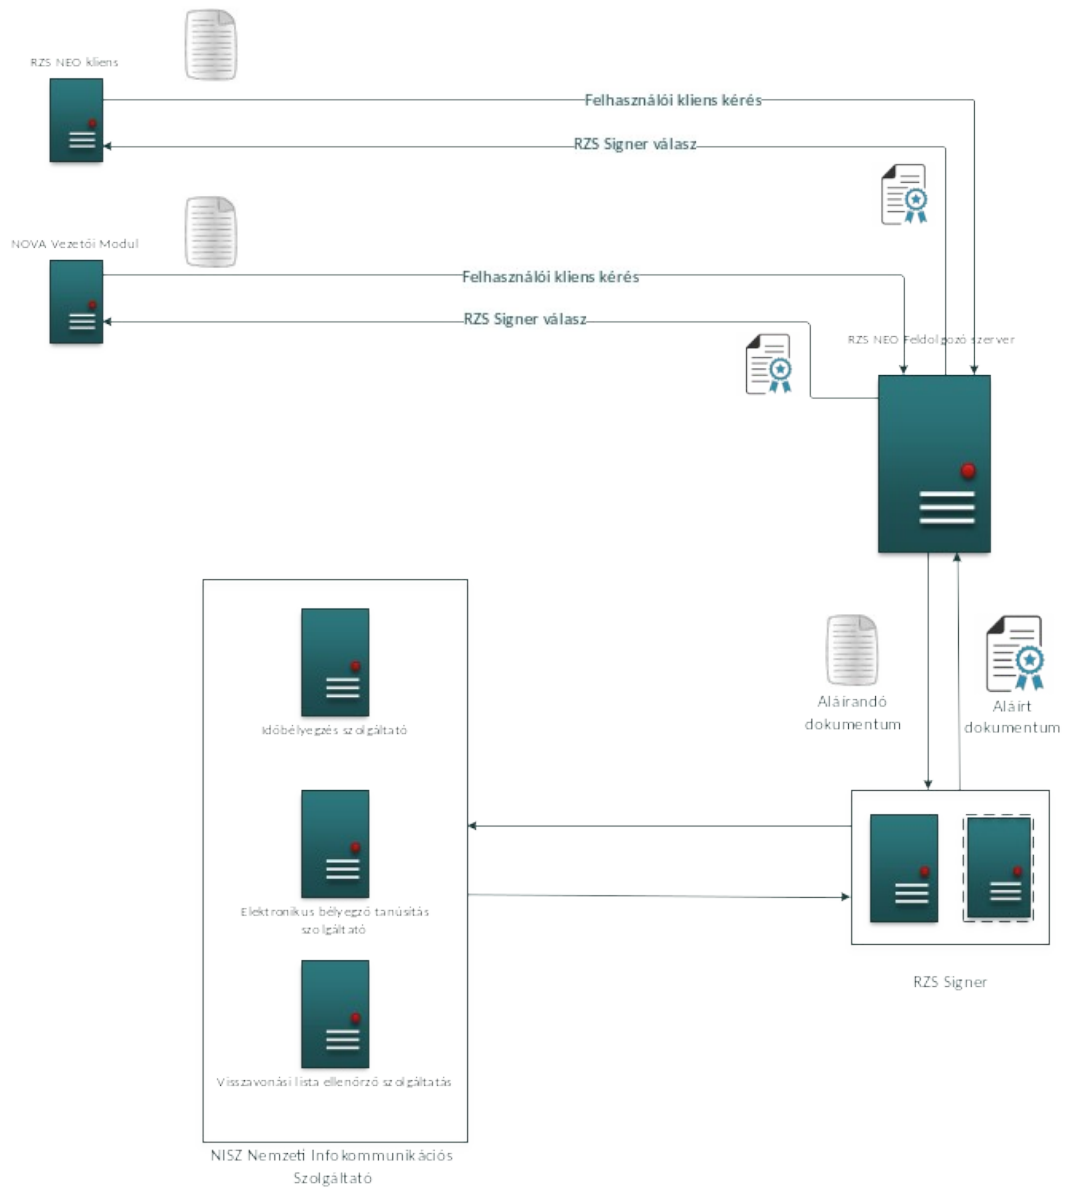 RZS NEO kliens
Felhasználói kliens kérés
RZS Signer válasz
NOVA Vezetői Modul
Felhasználói kliens kérés
RZS Signer válasz
RZS NEO Feldolgozó szerver
Aláírandó
dokumentum
Aláírt
dokumentum
Időbélyegzés szolgáltató
Elektronikus bélyegző tanúsítás
szolgáltató
RZS Signer
Visszavonási lista ellenőrző szolgáltatás
NISZ Nemzeti Infokommunikációs
Szolgáltató